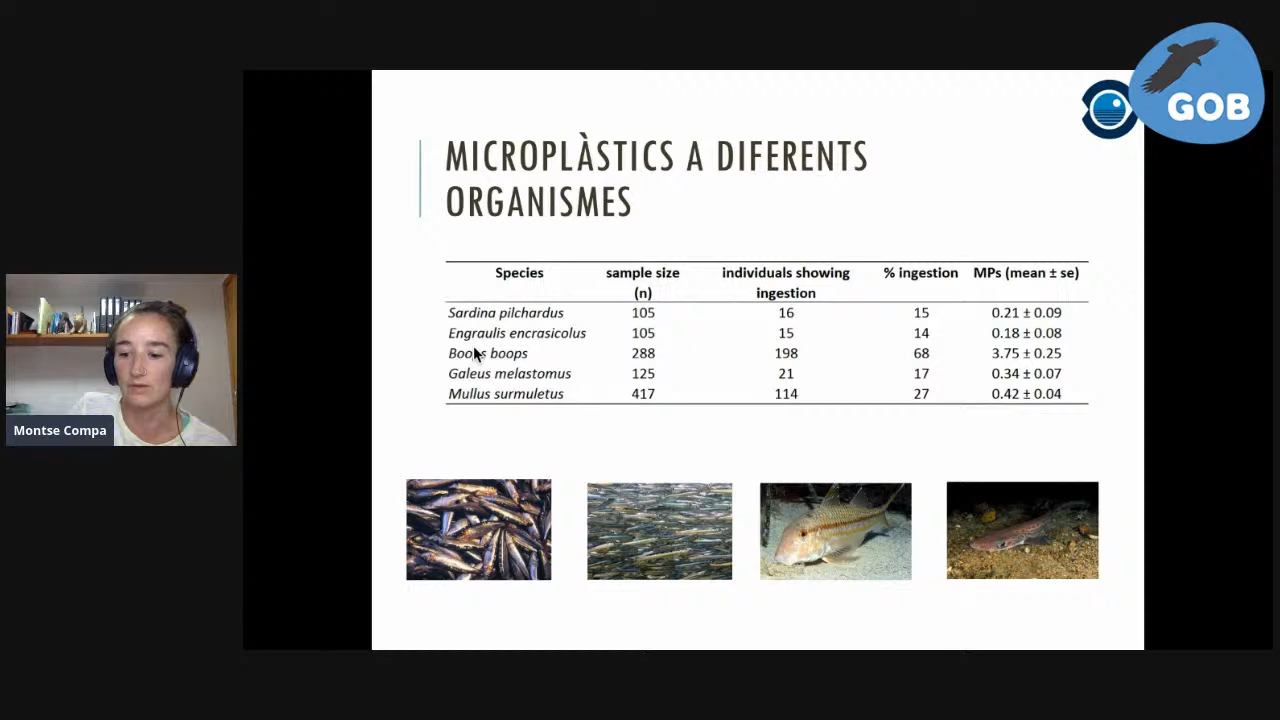 GOB
MICROPLÀSTICS A DIFERENTS
ORGANISMES
Species sample size (n) individuals showing ingestion % ingestion MPs (mean ± se)
Sardina pilchardus 105 16 15 0.21 ± 0.09
Engraulis encrasicolus 105 15 14 0.18 ± 0.08
Boops boops 288 198 68 3.75 ± 0.25
Galeus melastomus 125 21 17 0.34 ± 0.07
Mullus surmuletus 417 114 27 0.42 ± 0.04
Montse Compa